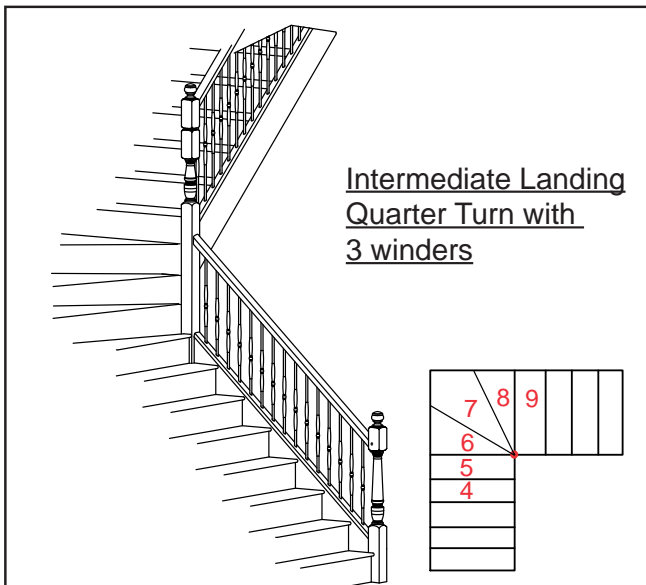 Intermediate Landing
Quarter Turn with
3 winders
7 8 9
6
5
4